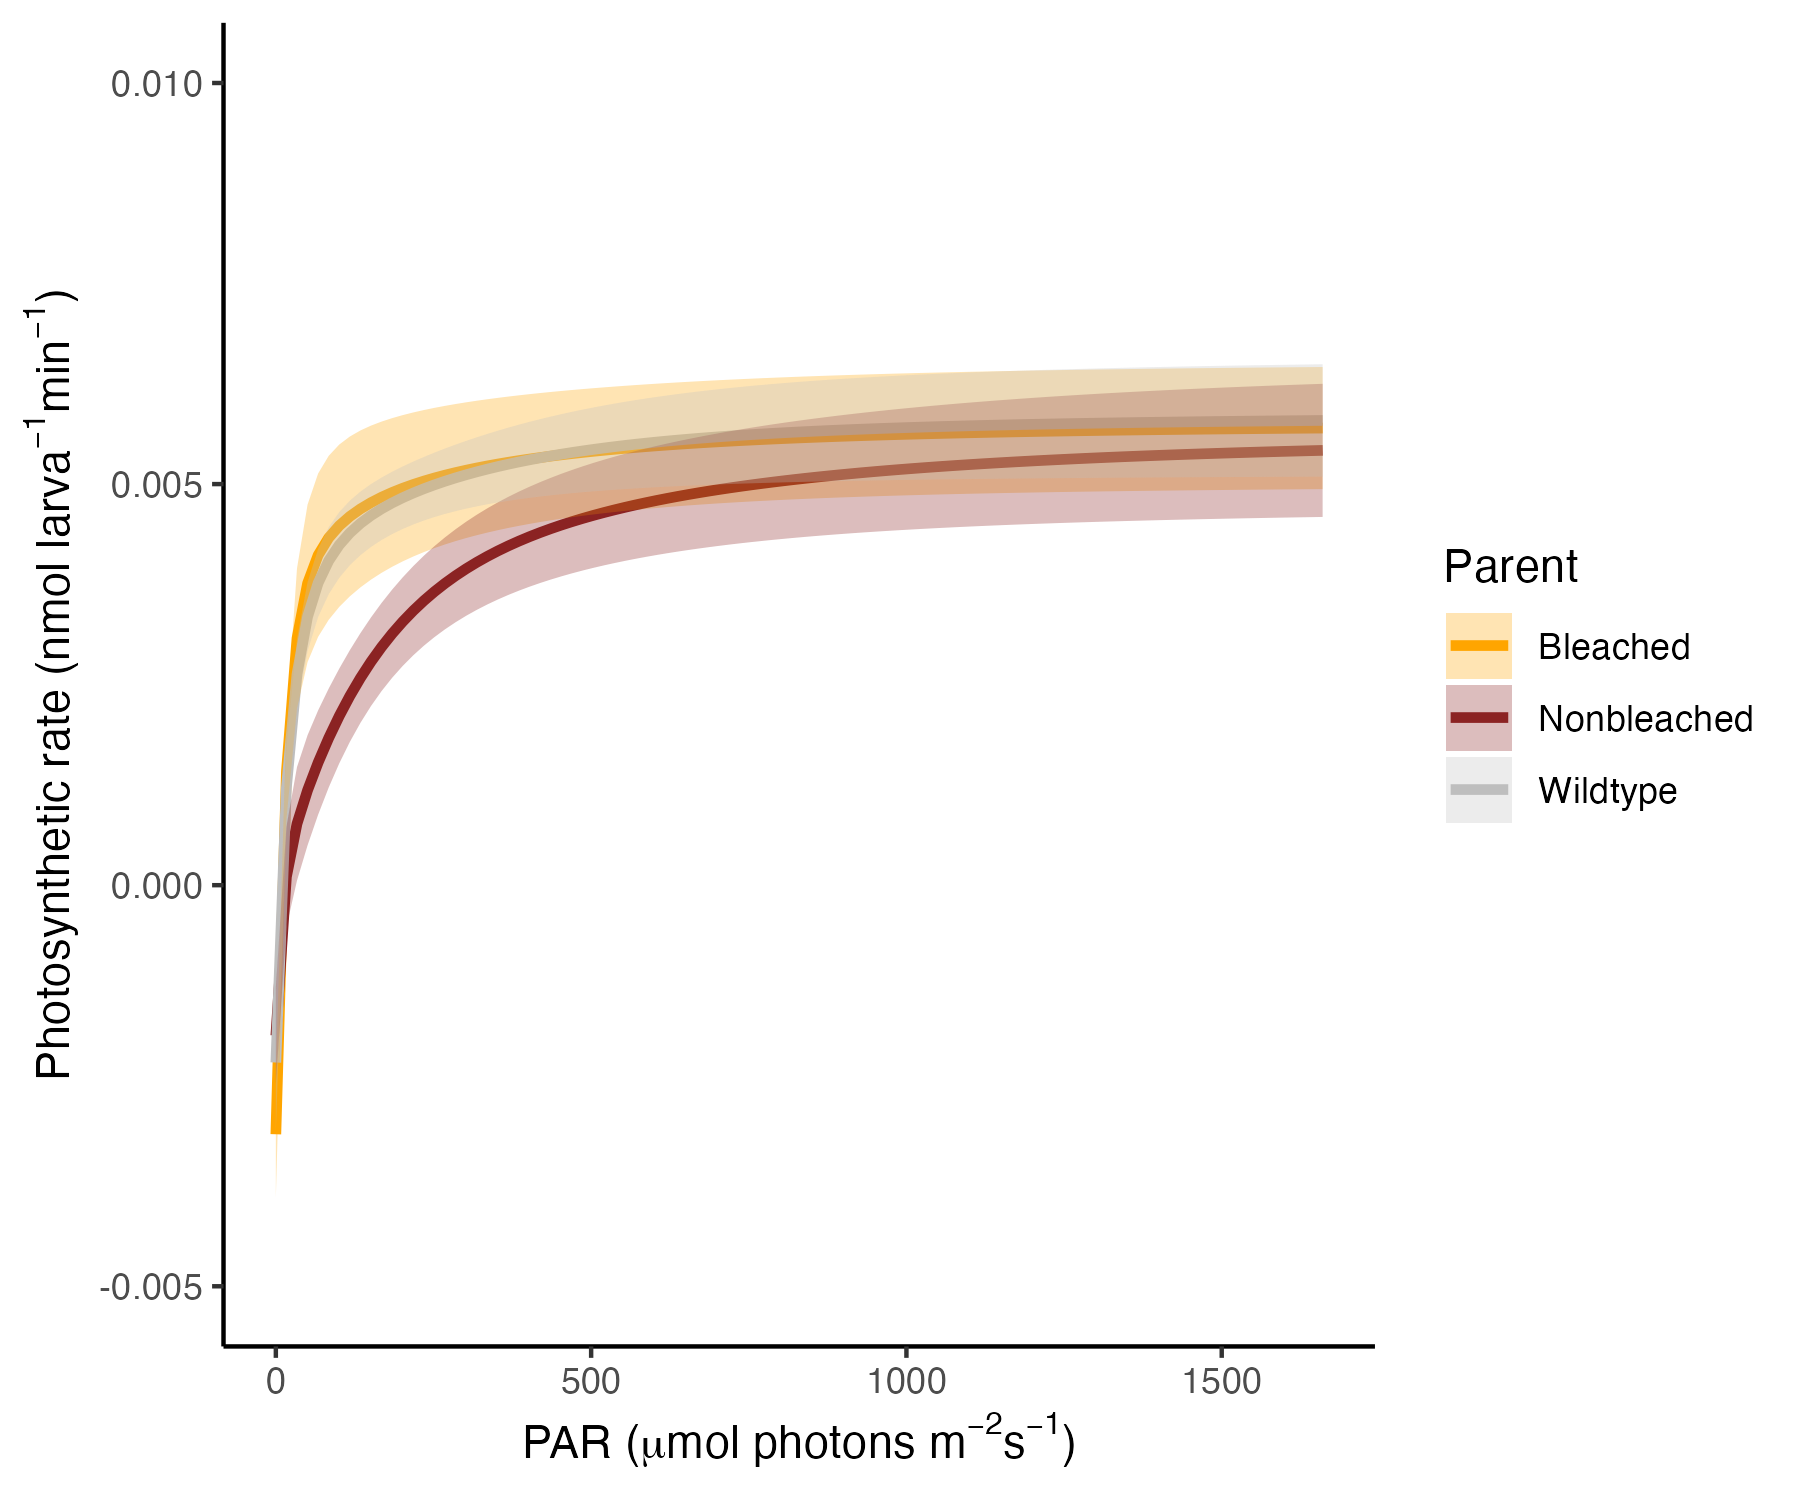 0.010
0.005
0.000
-0.005
Photosynthetic rate (nmol larva⁻¹min⁻¹)
0 500 1000 1500
PAR (μmol photons m⁻²s⁻¹)
Parent
Bleached
Nonbleached
Wildtype